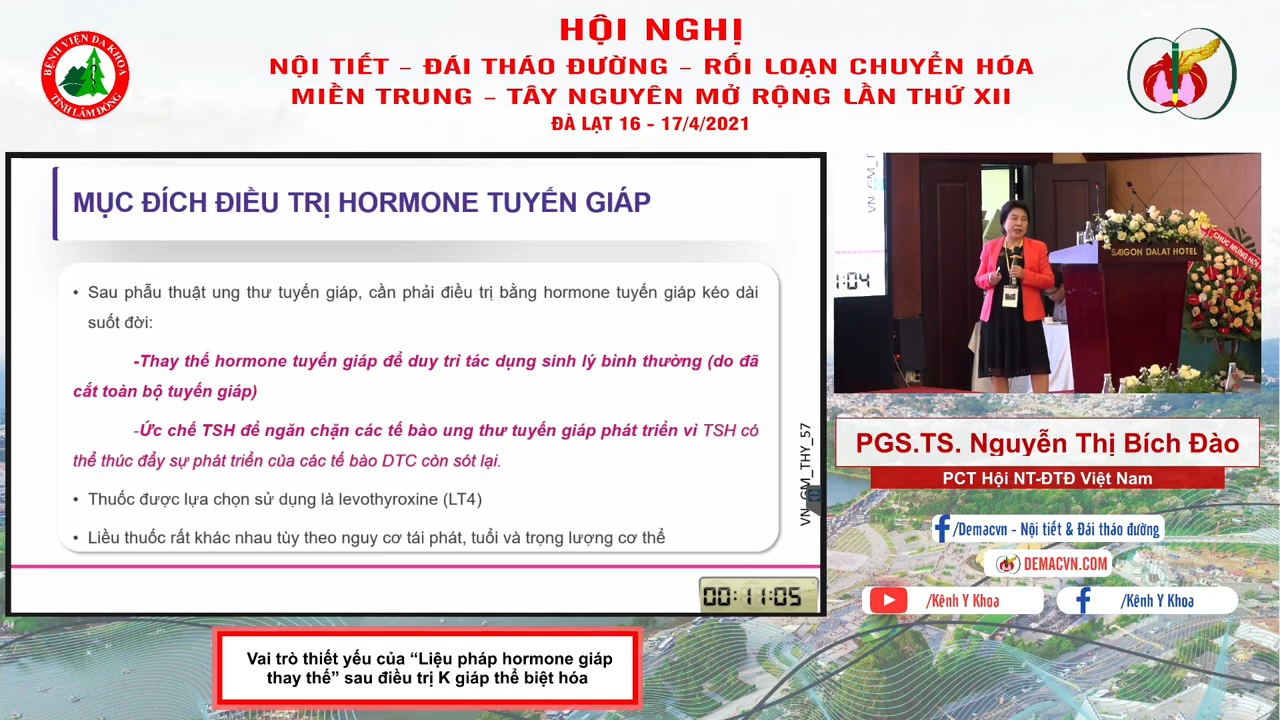 HỘI NGHỊ
NỘI TIẾT – ĐÁI THÁO ĐƯỜNG – RỐI LOẠN CHUYỂN HÓA
MIỀN TRUNG – TÂY NGUYÊN MỞ RỘNG LẦN THỨ XII
ĐÀ LẠT 16 - 17/4/2021
BỆNH VIỆN ĐA KHOA
TỈNH LÂM ĐỒNG
MỤC ĐÍCH ĐIỀU TRỊ HORMONE TUYẾN GIÁP
• Sau phẫu thuật ung thư tuyến giáp, cần phải điều trị bằng hormone tuyến giáp kéo dài
suốt đời:
-Thay thế hormone tuyến giáp để duy trì tác dụng sinh lý bình thường (do đã
cắt toàn bộ tuyến giáp)
-Ức chế TSH để ngăn chặn các tế bào ung thư tuyến giáp phát triển vì TSH có
thể thúc đẩy sự phát triển của các tế bào DTC còn sót lại.
• Thuốc được lựa chọn sử dụng là levothyroxine (LT4)
• Liều thuốc rất khác nhau tùy theo nguy cơ tái phát, tuổi và trọng lượng cơ thể
VN_GM_THY_57
00:11:05
VN_GM_T
1:04
SAIGON DALAT HOTEL
CHÚC MỪNG HỘI
PGS.TS. Nguyễn Thị Bích Đào
PCT Hội NT-ĐTĐ Việt Nam
/Demacvn - Nội tiết & Đái tháo đường
DEMACVN.COM
/Kênh Y Khoa
/Kênh Y Khoa
Vai trò thiết yếu của “Liệu pháp hormone giáp
thay thế” sau điều trị K giáp thể biệt hóa